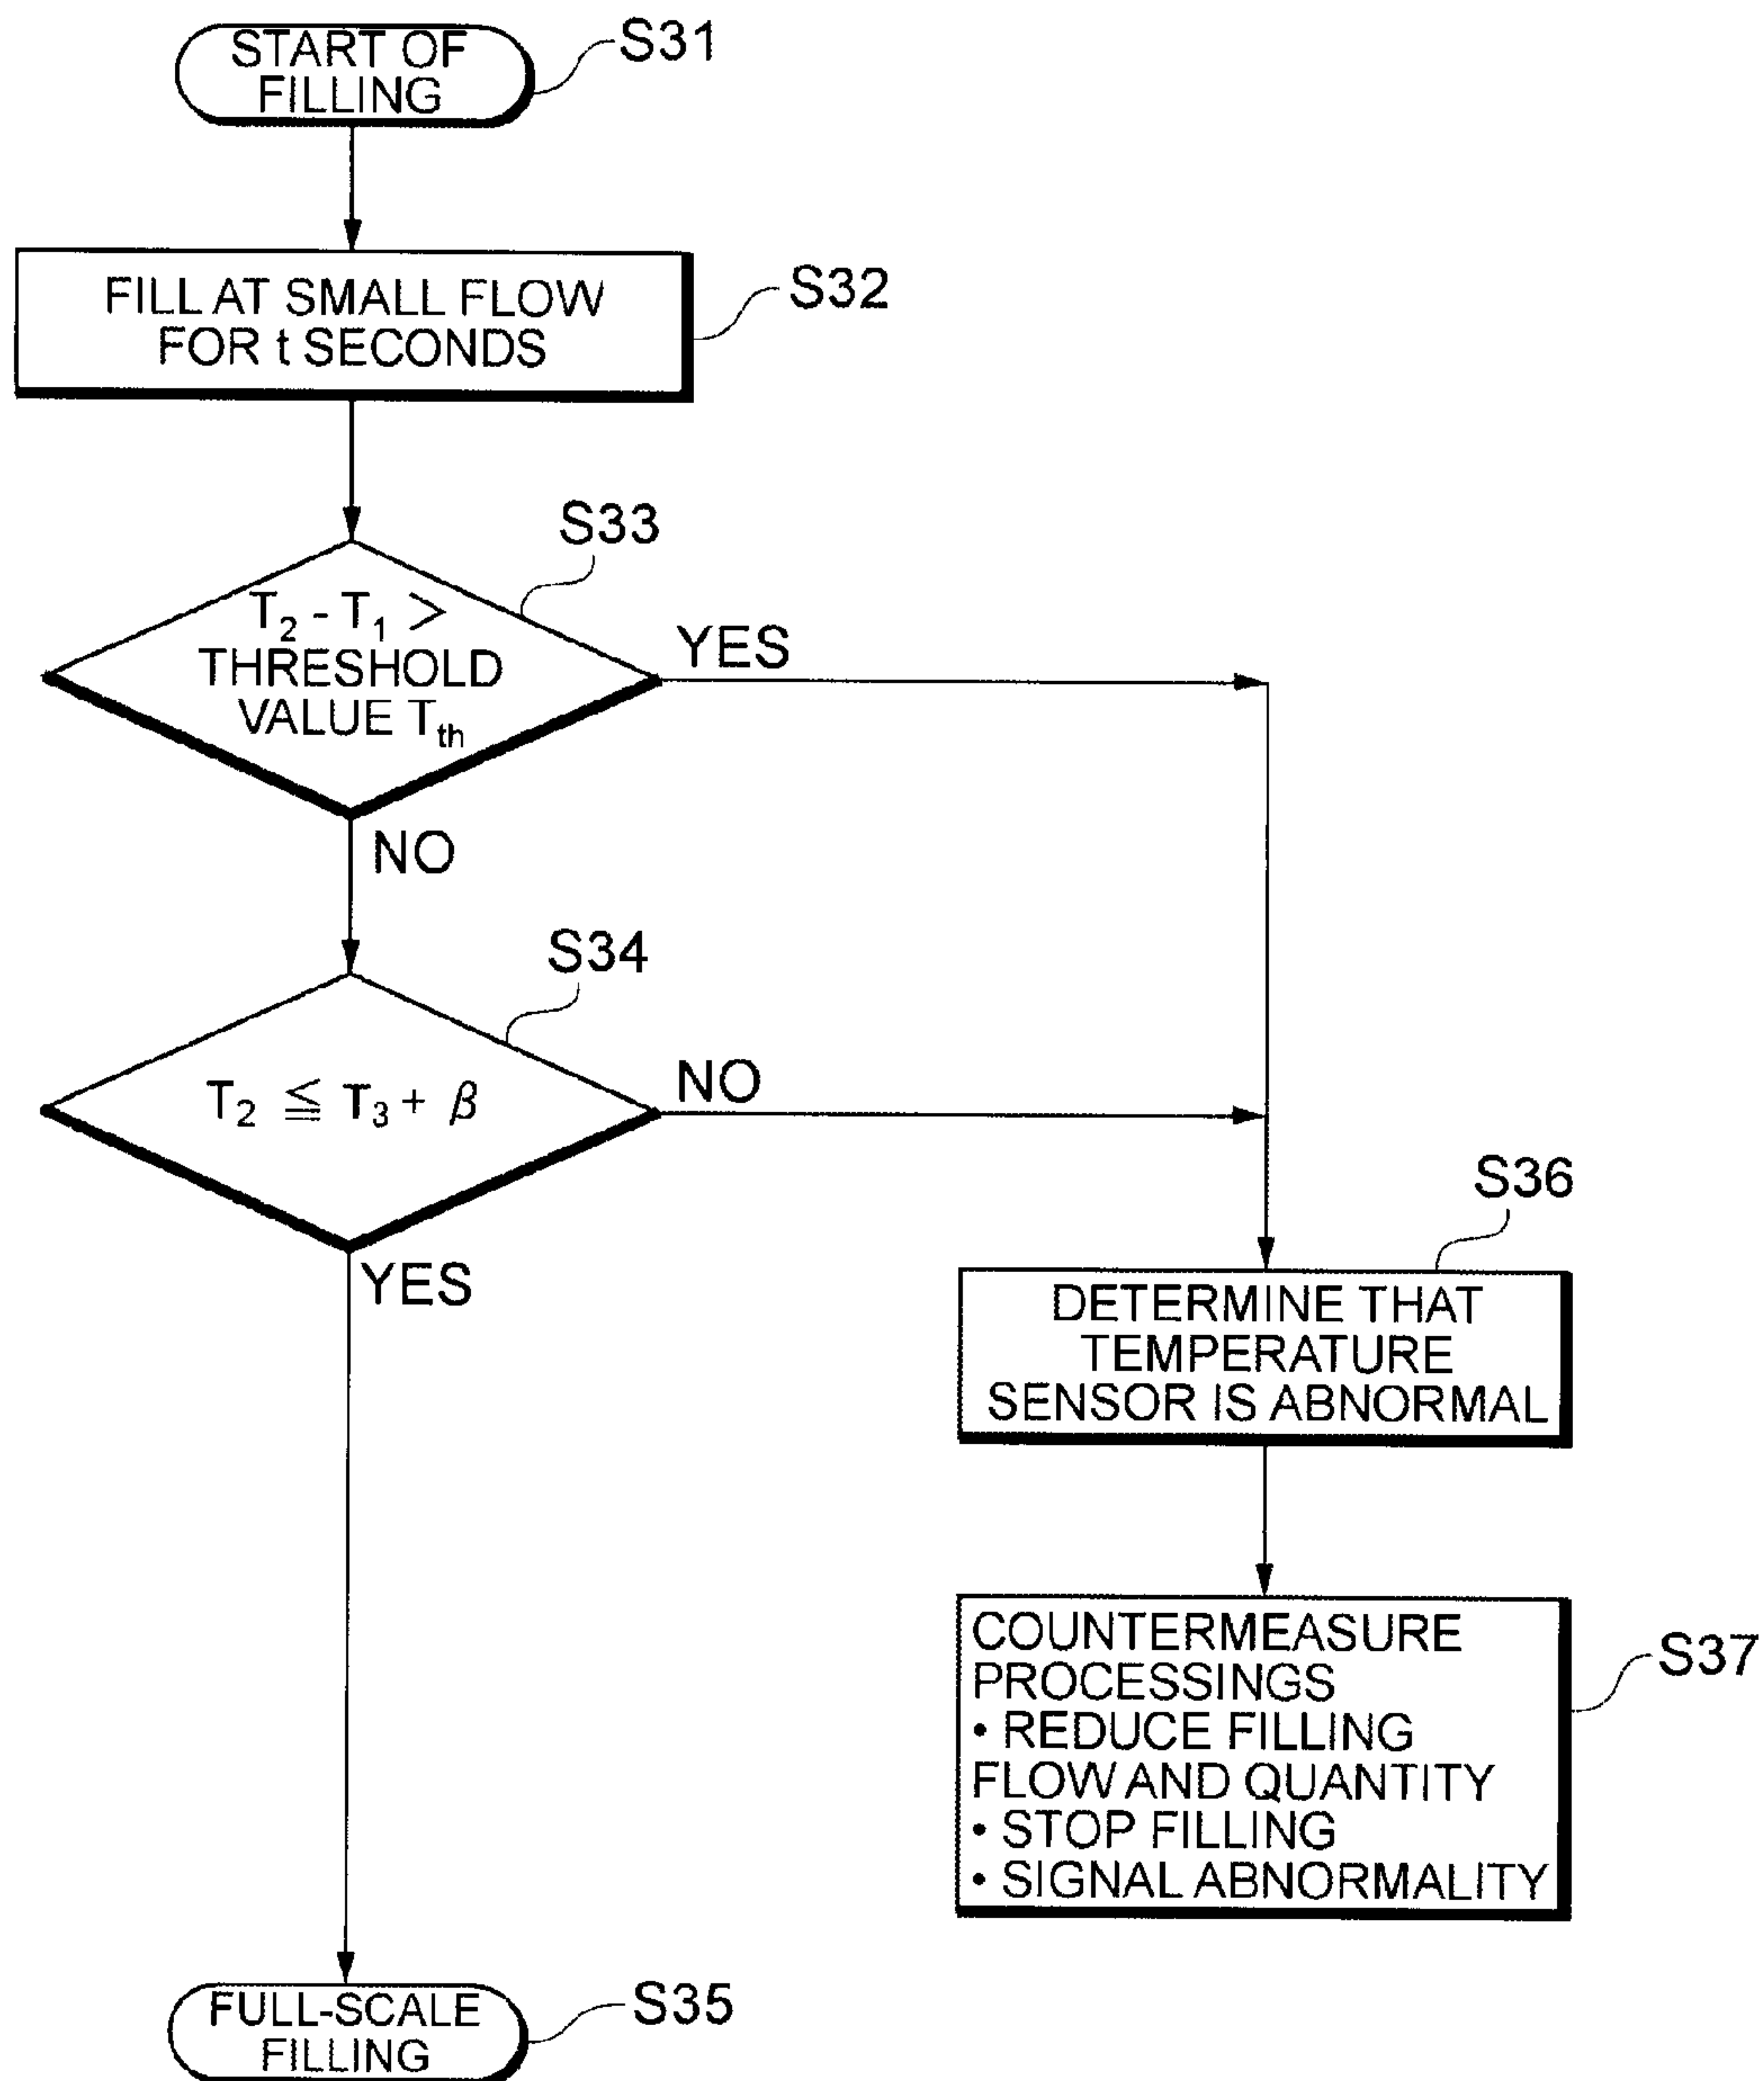 START OF
FILLING
S31
FILL AT SMALL FLOW
FOR t SECONDS
S32
S33
T₂ - T₁ >
THRESHOLD
VALUE Tth
YES
NO
S34
T₂ ≦ T₃ + β
NO
YES
S36
DETERMINE THAT
TEMPERATURE
SENSOR IS ABNORMAL
COUNTERMEASURE
PROCESSINGS
• REDUCE FILLING
FLOW AND QUANTITY
• STOP FILLING
• SIGNAL ABNORMALITY
S37
FULL-SCALE
FILLING
S35